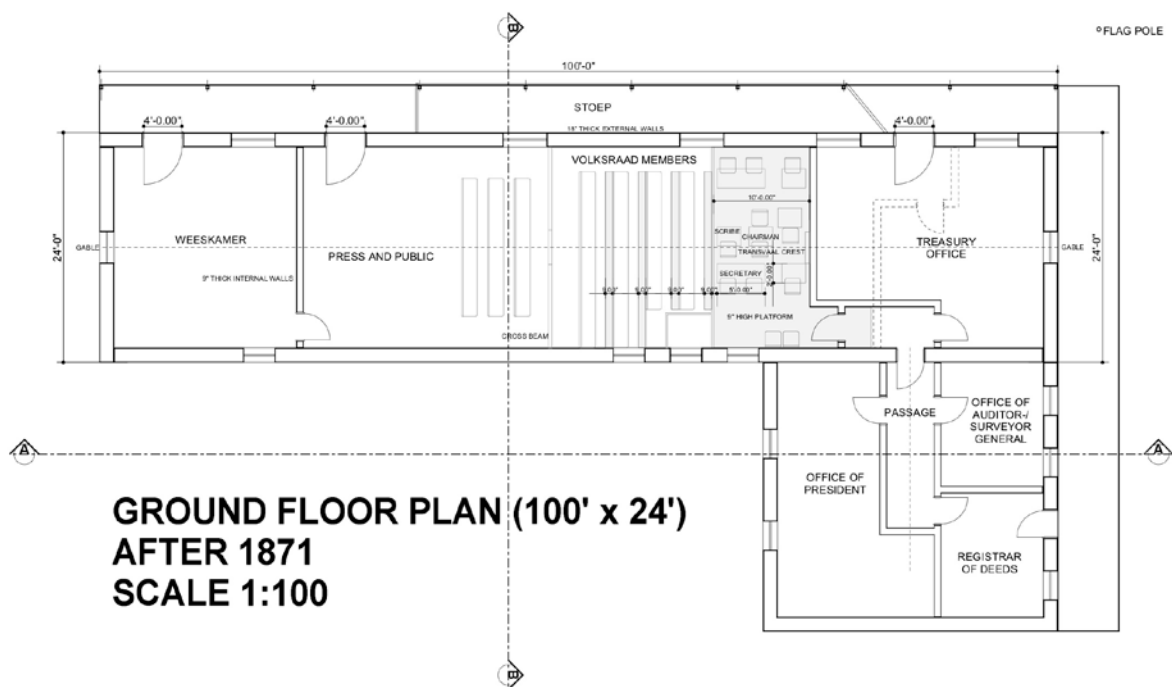 B
°FLAG POLE
100'-0"
STOEP
4'-0.00"
4'-0.00"
18" THICK EXTERNAL WALLS
4'-0.00"
VOLKSRAAD MEMBERS
10'-0.00"
24'-0"
GABLE
WEESKAMER
PRESS AND PUBLIC
SCRIBE
CHAIRMAN
TRANSVAAL CREST
TREASURY
OFFICE
GABLE
24'-0"
9" THICK INTERNAL WALLS
SECRETARY
5'-0.00"
9" HIGH PLATFORM
CROSS BEAM
PASSAGE
OFFICE OF
AUDITOR-/
SURVEYOR
GENERAL
A
A
OFFICE OF
PRESIDENT
GROUND FLOOR PLAN (100' x 24')
AFTER 1871
SCALE 1:100
REGISTRAR
OF DEEDS
B